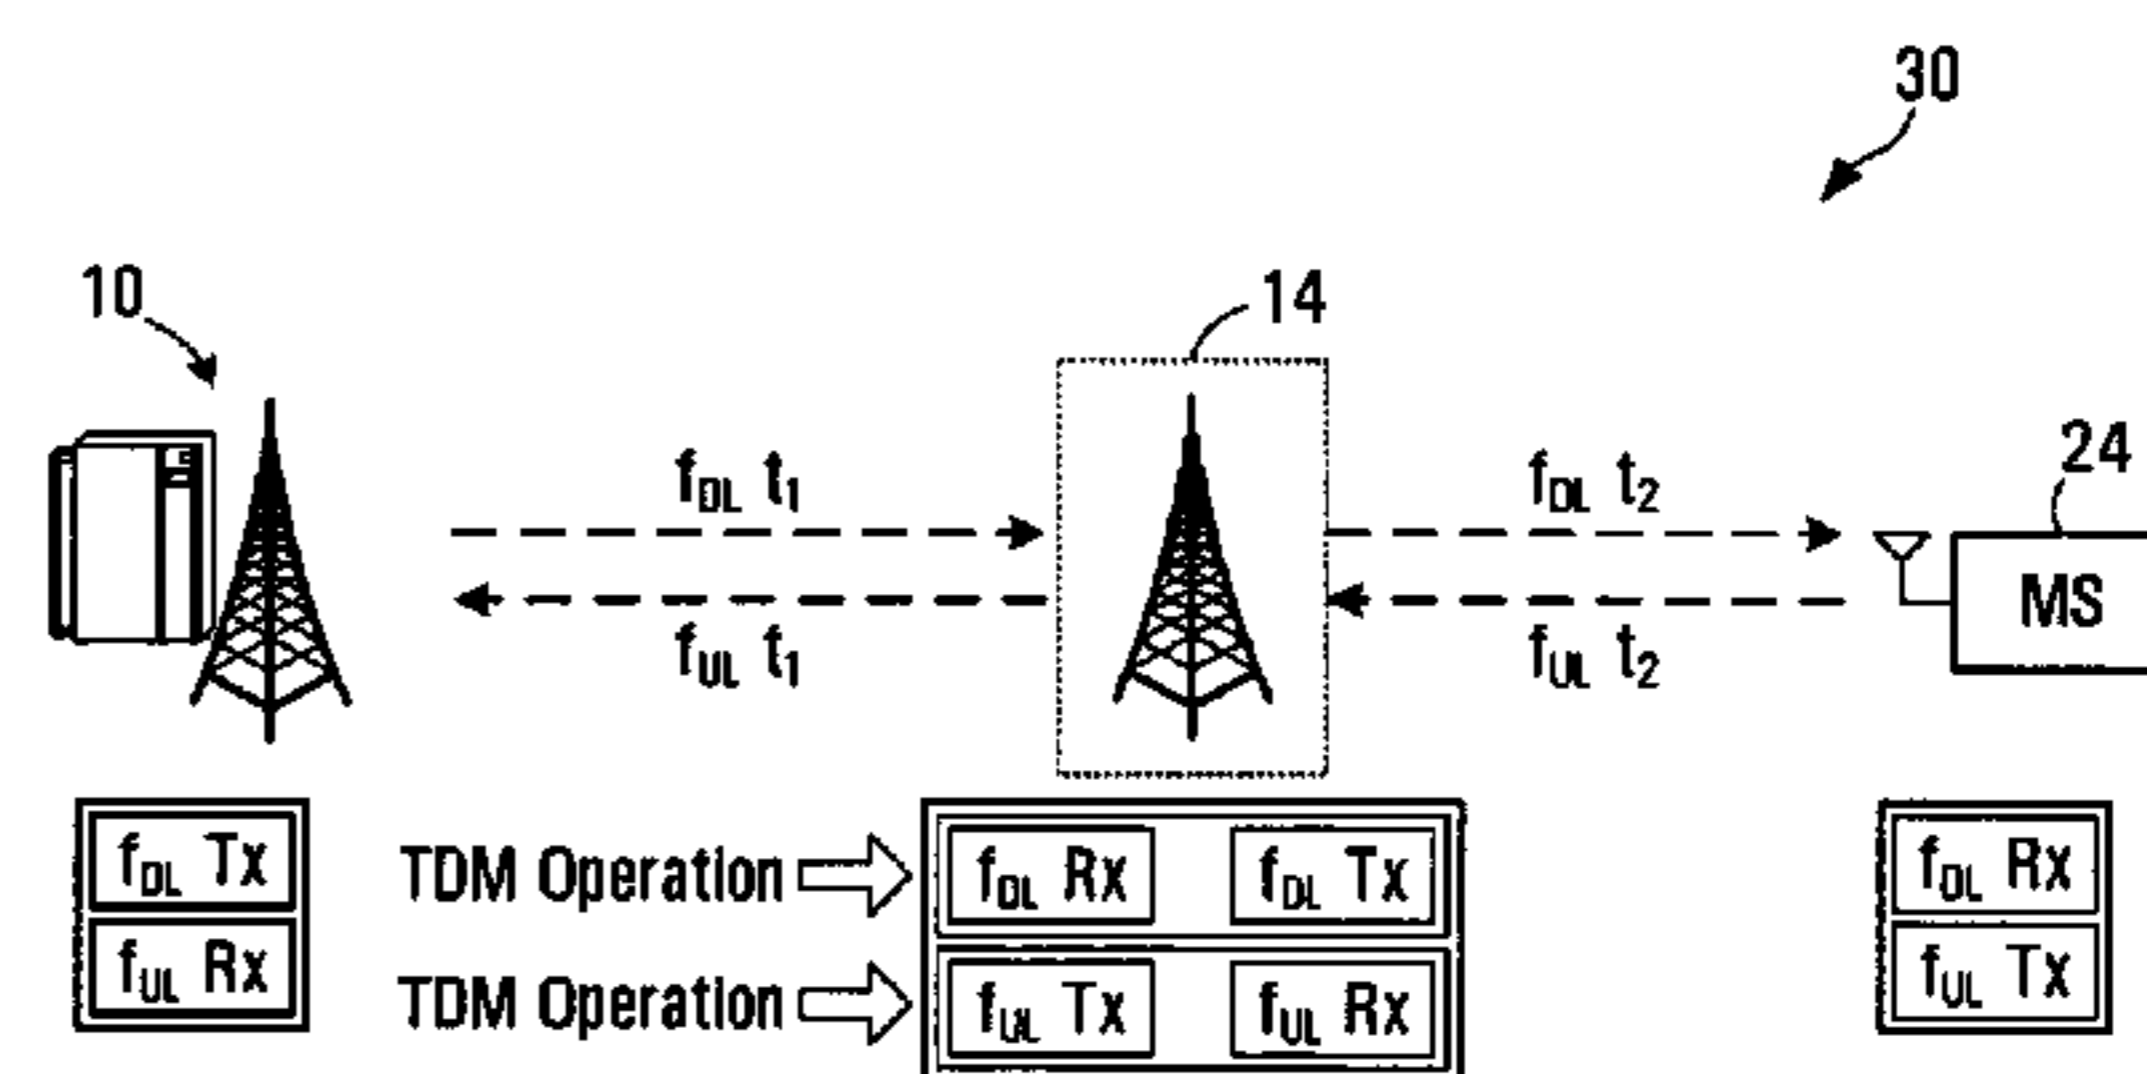 30
10
14
24
f_DL t_1
f_DL t_2
MS
f_UL t_1
f_UL t_2
f_DL Tx
TDM Operation
f_DL Rx
f_DL Tx
f_DL Rx
f_UL Rx
TDM Operation
f_UL Tx
f_UL Rx
f_UL Tx